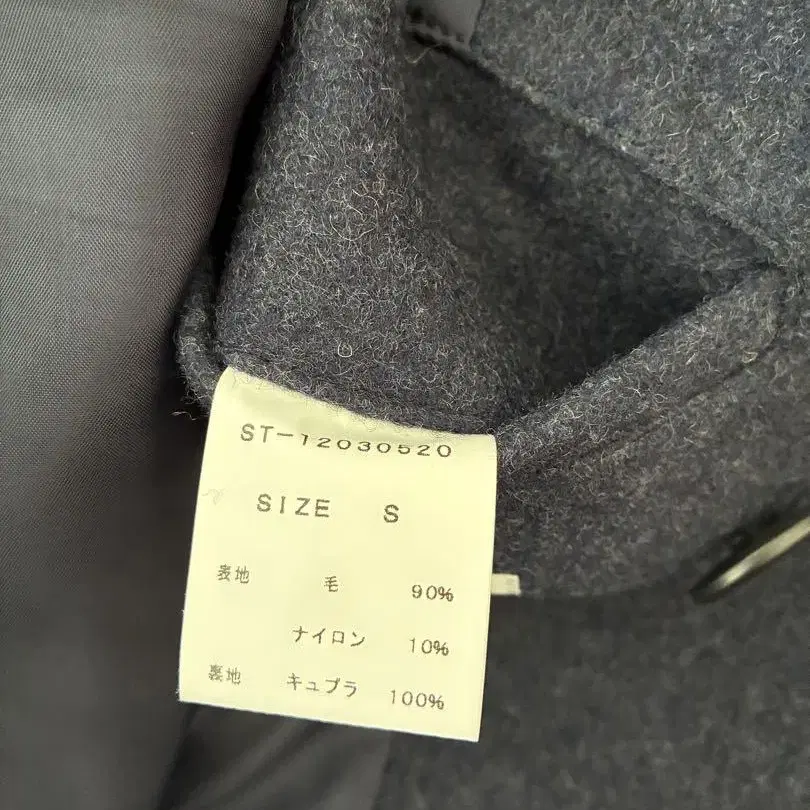 ST-12030520
SIZE S
表地 毛 90%
ナイロン 10%
裏地 キュプラ 100%